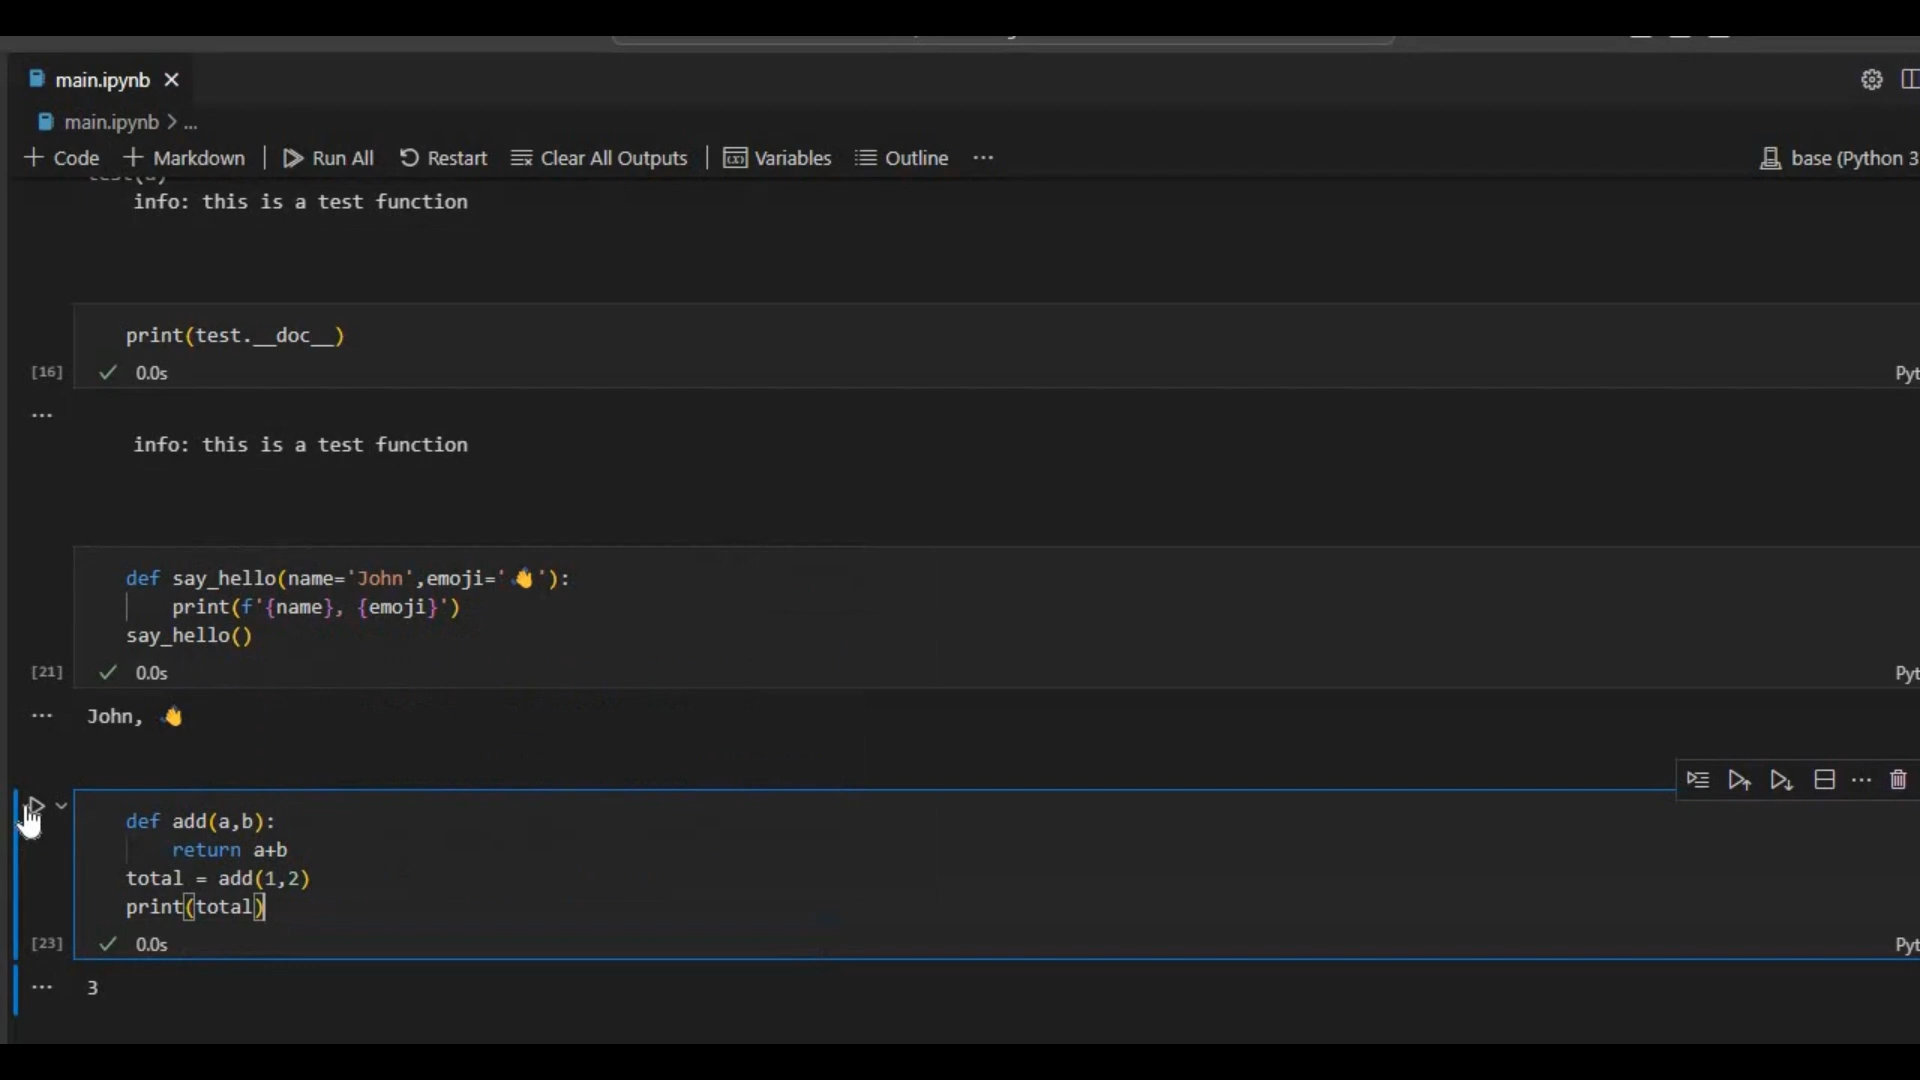 main.ipynb
main.ipynb > ...
Code Markdown Run All Restart Clear All Outputs Variables Outline ... base (Python 3
info: this is a test function
print(test.__doc__)
[16] 0.0s
Pyt
...
info: this is a test function
def say_hello(name='John',emoji='👋'):
print(f'{name}, {emoji}')
say_hello()
[21] 0.0s
Pyt
... John, 👋
def add(a,b):
return a+b
total = add(1,2)
print(total)
[23] 0.0s
Pyt
... 3